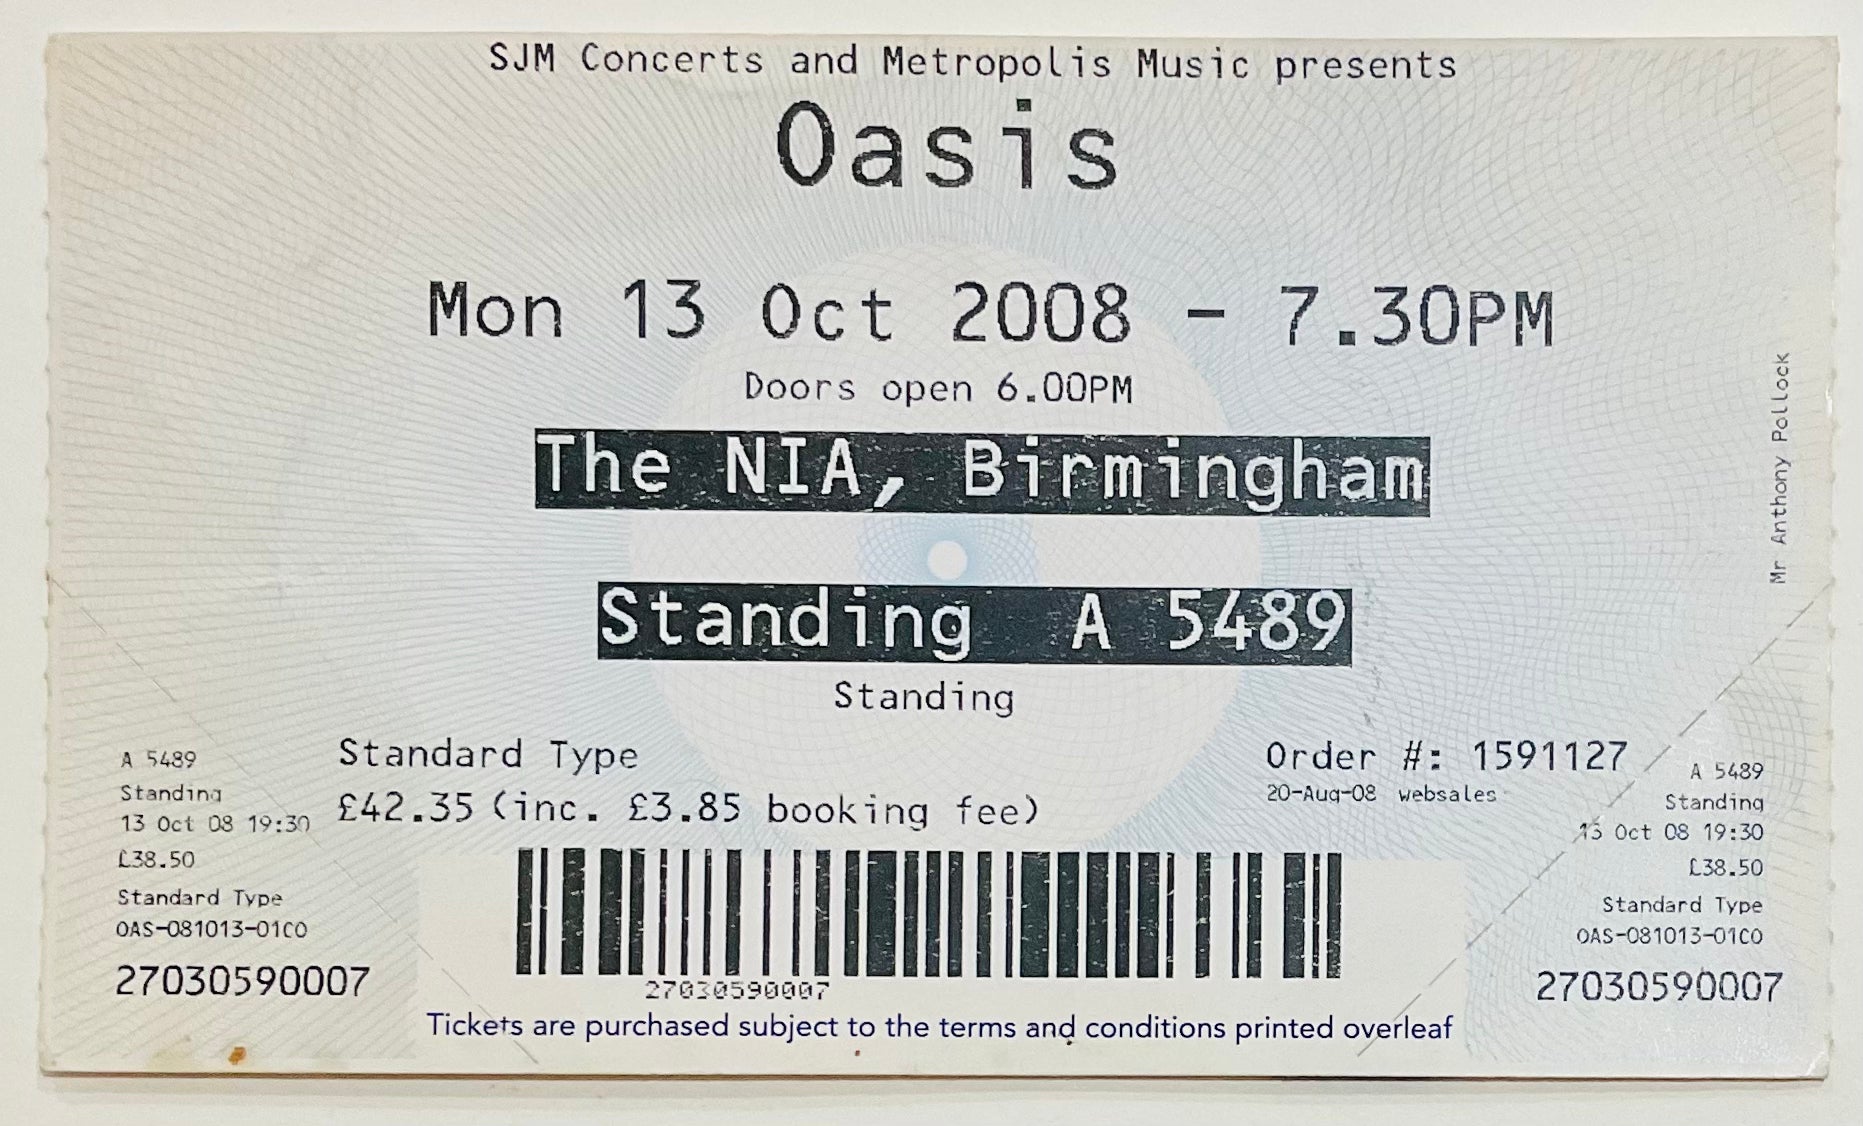 SJM Concerts and Metropolis Music presents
Oasis
Mon 13 Oct 2008 - 7.30PM
Doors open 6.00PM
The NIA, Birmingham
Standing A 5489
Standing
Mr Anthony Pollock
Standard Type
£42.35 (inc. £3.85 booking fee)
Order #: 1591127
20-Aug-08 websales
A 5489
Standing
13 Oct 08 19:30
£38.50
Standard Type
OAS-081013-01CO
27030590007
27030590007
A 5489
Standing
13 Oct 08 19:30
£38.50
Standard Type
OAS-081013-01CO
27030590007
Tickets are purchased subject to the terms and conditions printed overleaf